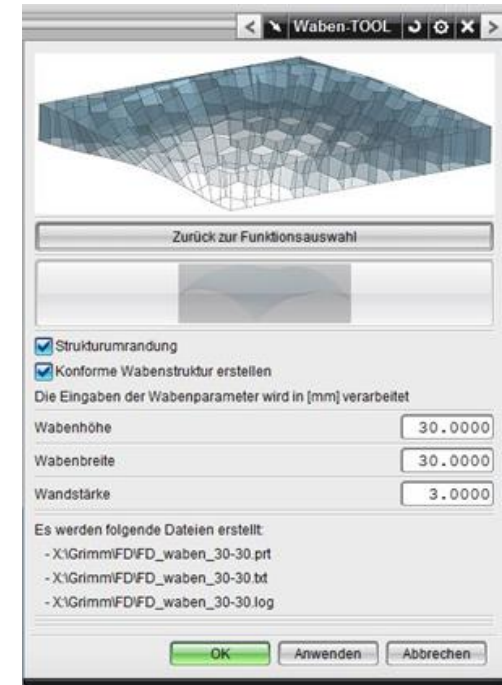 Waben-TOOL
Zurück zur Funktionsauswahl
Strukturumrandung
Konforme Wabenstruktur erstellen
Die Eingaben der Wabenparameter wird in [mm] verarbeitet
Wabenhöhe 30.0000
Wabenbreite 30.0000
Wandstärke 3.0000
Es werden folgende Dateien erstellt:
- X:\Grimm\FD\FD_waben_30-30.prt
- X:\Grimm\FD\FD_waben_30-30.txt
- X:\Grimm\FD\FD_waben_30-30.log
OK Anwenden Abbrechen